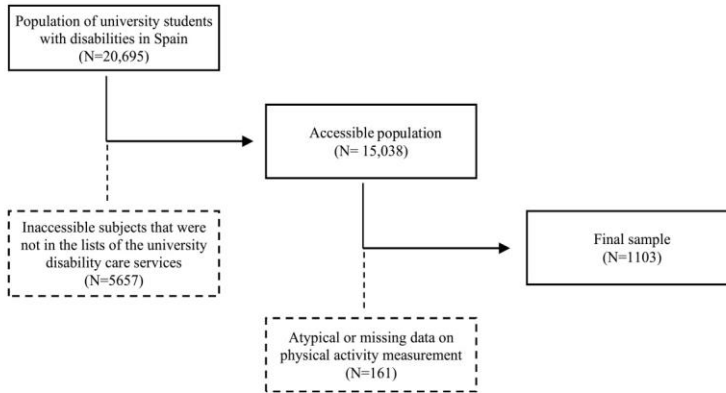 Population of university students
with disabilities in Spain
(N=20,695)
Accessible population
(N= 15,038)
Inaccessible subjects that were
not in the lists of the university
disability care services
(N=5657)
Final sample
(N=1103)
Atypical or missing data on
physical activity measurement
(N=161)